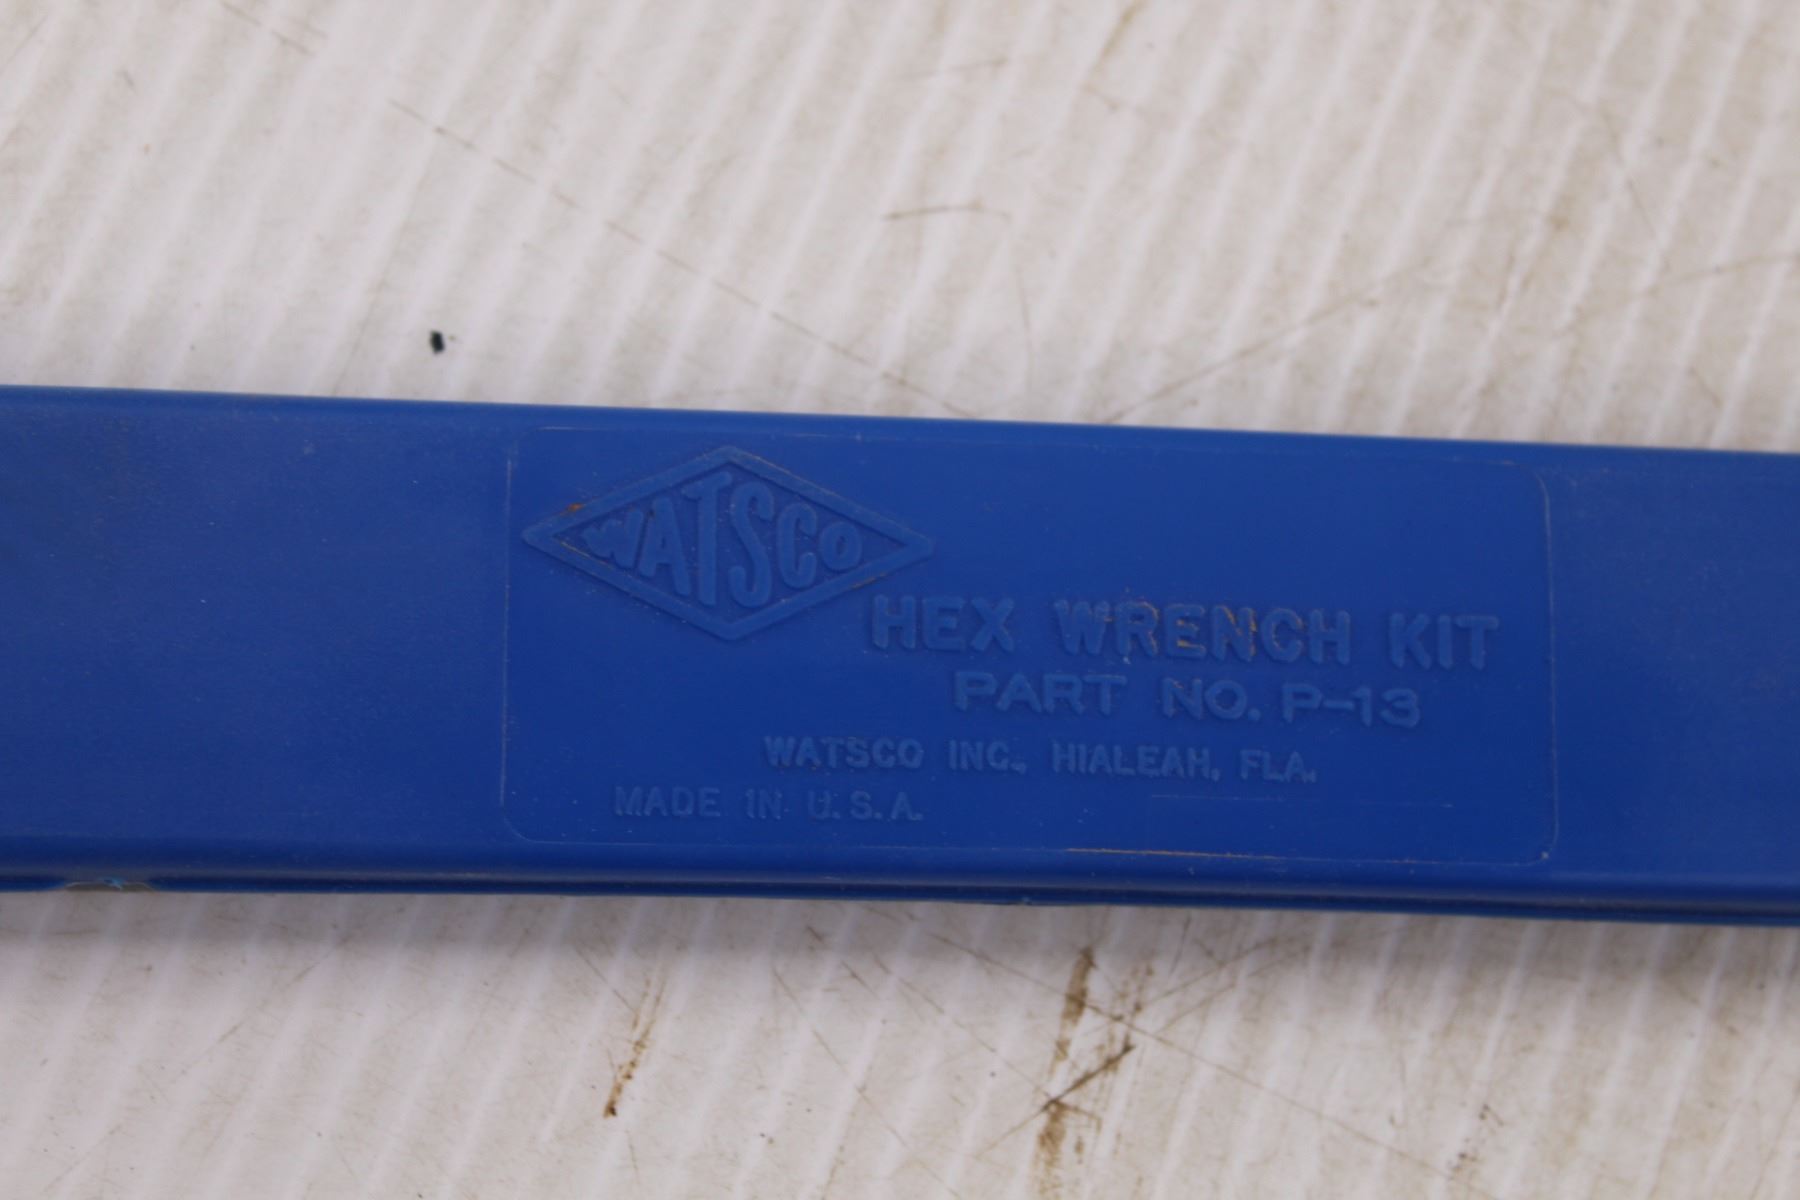 WATSCO
HEX WRENCH KIT
PART NO. P-13
WATSCO INC., HIALEAH, FLA.
MADE IN U.S.A.